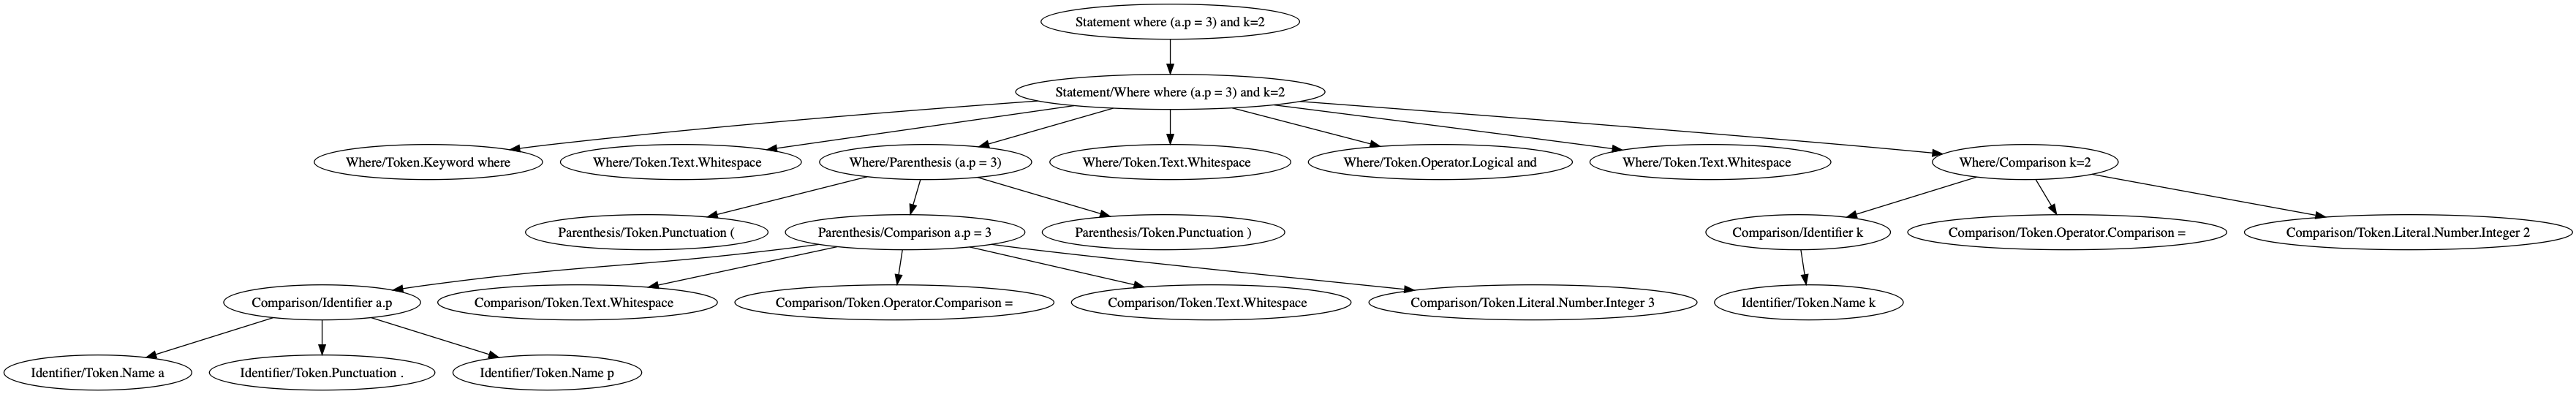 Statement where (a.p = 3) and k=2
Statement/Where where (a.p = 3) and k=2
Where/Token.Keyword where
Where/Token.Text.Whitespace
Where/Parenthesis (a.p = 3)
Where/Token.Text.Whitespace
Where/Token.Operator.Logical and
Where/Token.Text.Whitespace
Where/Comparison k=2
Parenthesis/Token.Punctuation (
Parenthesis/Comparison a.p = 3
Parenthesis/Token.Punctuation )
Comparison/Identifier k
Comparison/Token.Operator.Comparison =
Comparison/Token.Literal.Number.Integer 2
Comparison/Identifier a.p
Comparison/Token.Text.Whitespace
Comparison/Token.Operator.Comparison =
Comparison/Token.Text.Whitespace
Comparison/Token.Literal.Number.Integer 3
Identifier/Token.Name k
Identifier/Token.Name a
Identifier/Token.Punctuation .
Identifier/Token.Name p